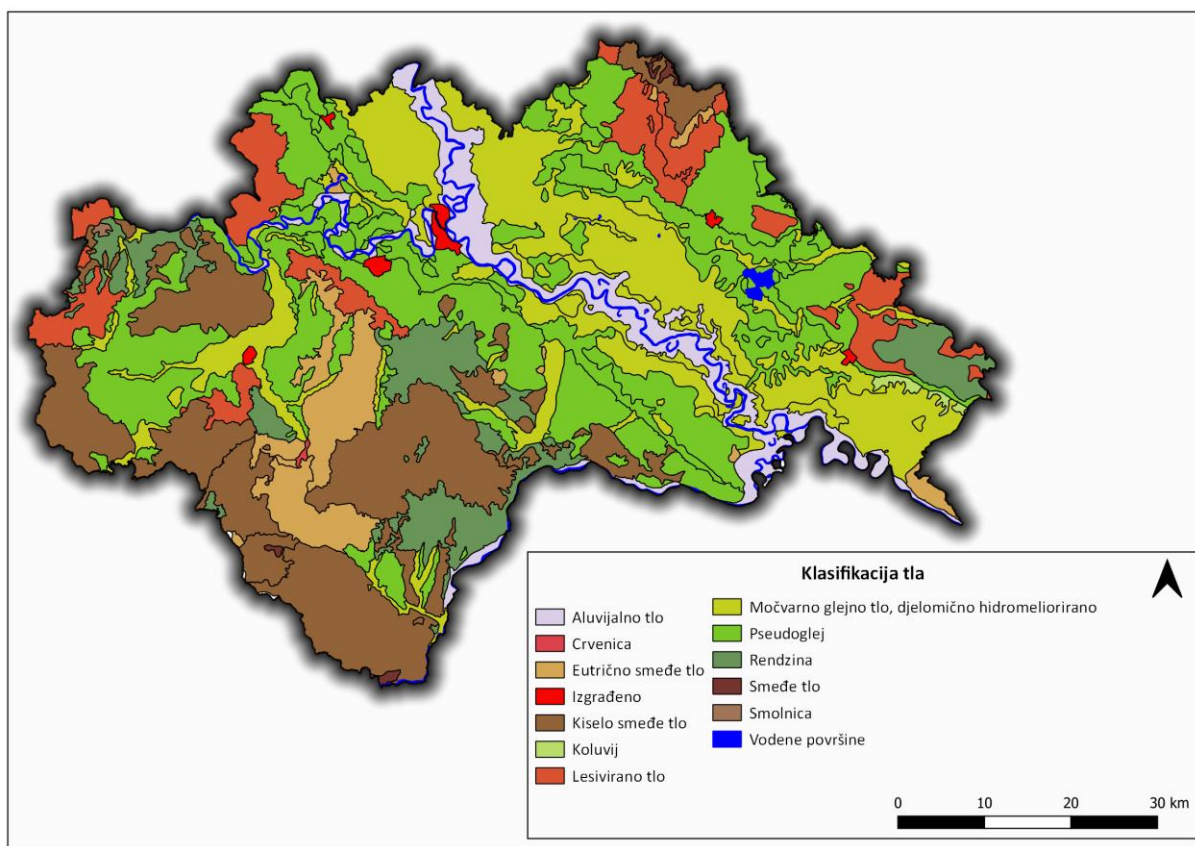 Klasifikacija tla
Aluvijalno tlo
Crvenica
Eutrično smeđe tlo
Izgrađeno
Kiselo smeđe tlo
Koluvij
Lesivirano tlo
Močvarno glejno tlo, djelomično hidromeliorirano
Pseudoglej
Rendzina
Smeđe tlo
Smolnica
Vodene površine
0 10 20 30 km